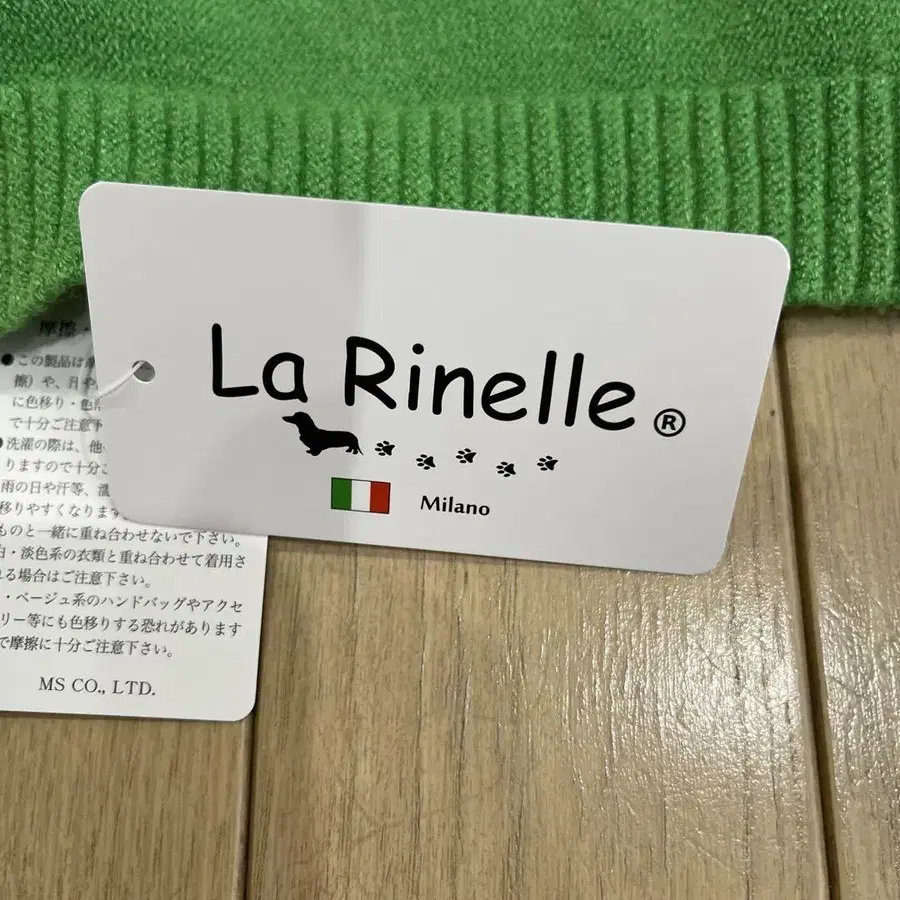 La Rinelle ®
Milano
摩擦・
●この製品は
擦）や、汗や
に色移り・色
で十分ご注意下
●洗濯の際は、他
りますので十分ご
雨の日や汗等、
移りやすくなります
ものと一緒に重ね合わせないで下さい。
白・淡色系の衣類と重ね合わせて着用さ
れる場合はご注意下さい。
・ベージュ系のハンドバッグやアクセ
リー等にも色移りする恐れがあります
で摩擦に十分ご注意下さい。
MS CO., LTD.